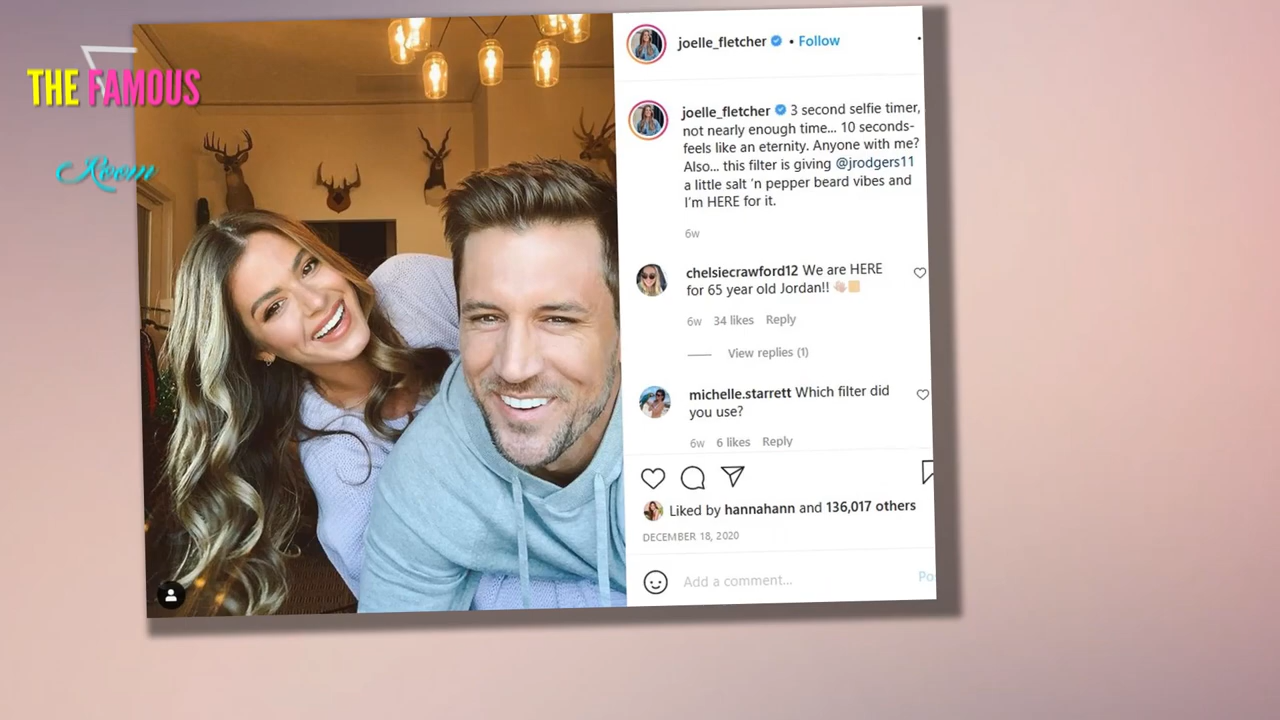 THE FAMOUS
Room
joelle_fletcher • Follow
joelle_fletcher 3 second selfie timer,
not nearly enough time... 10 seconds-
feels like an eternity. Anyone with me?
Also... this filter is giving @jrodgers11
a little salt ‘n pepper beard vibes and
I’m HERE for it.
6w
chelsiecrawford12 We are HERE
for 65 year old Jordan!!
6w 34 likes Reply
View replies (1)
michelle.starrett Which filter did
you use?
6w 6 likes Reply
Liked by hannahann and 136,017 others
DECEMBER 18, 2020
Add a comment...